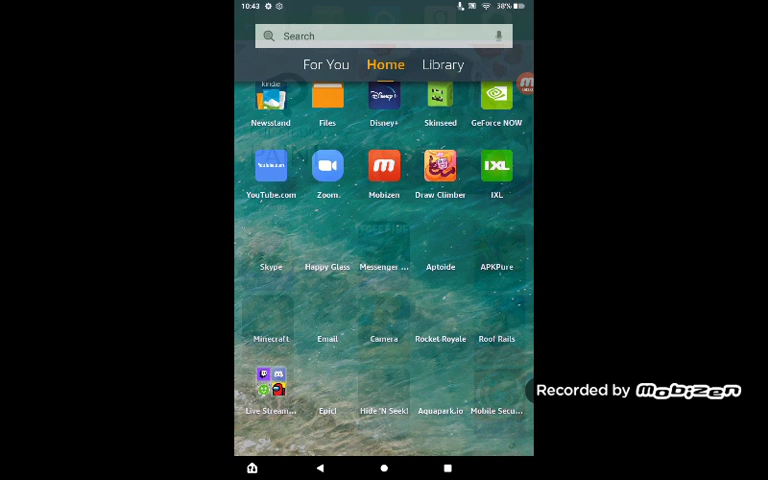 10:43
38%
Search
For You Home Library
kindle
Newsstand Files Disney+ Skinseed GeForce NOW
YouTube.com Zoom Mobizen Draw Climber IXL
Skype Happy Glass Messenger ... Aptoide APKPure
Minecraft Email Camera Rocket Royale Roof Rails
Live Stream... Epic! Hide 'N Seek! Aquapark.io Mobile Secu...
Recorded by mobizen